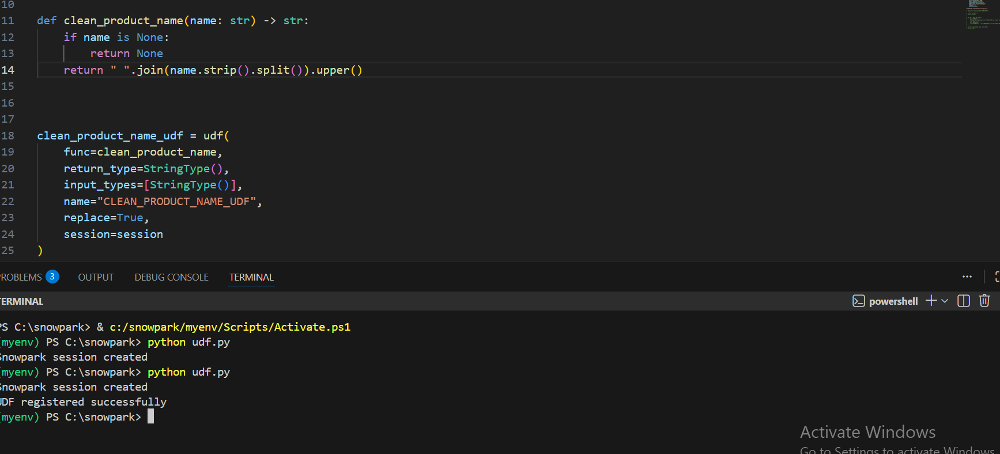 10
11 def clean_product_name(name: str) -> str:
12 if name is None:
13 return None
14 return " ".join(name.strip().split()).upper()
15
16
17
18 clean_product_name_udf = udf(
19 func=clean_product_name,
20 return_type=StringType(),
21 input_types=[StringType()],
22 name="CLEAN_PRODUCT_NAME_UDF",
23 replace=True,
24 session=session
25 )
ROBLEMS 3 OUTPUT DEBUG CONSOLE TERMINAL ...
ERMINAL powershell
PS C:\snowpark> & c:/snowpark/myenv/Scripts/Activate.ps1
(myenv) PS C:\snowpark> python udf.py
Snowpark session created
(myenv) PS C:\snowpark> python udf.py
Snowpark session created
UDF registered successfully
(myenv) PS C:\snowpark>
Activate Windows
Go to Settings to activate Windows